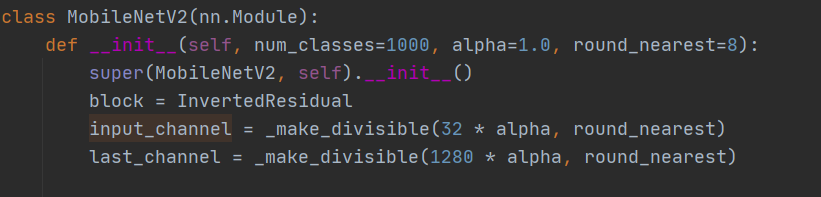 class MobileNetV2(nn.Module):
    def __init__(self, num_classes=1000, alpha=1.0, round_nearest=8):
        super(MobileNetV2, self).__init__()
        block = InvertedResidual
        input_channel = _make_divisible(32 * alpha, round_nearest)
        last_channel = _make_divisible(1280 * alpha, round_nearest)